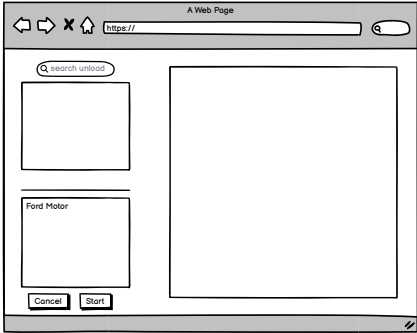 A Web Page
https://
search unload
Ford Motor
Cancel
Start